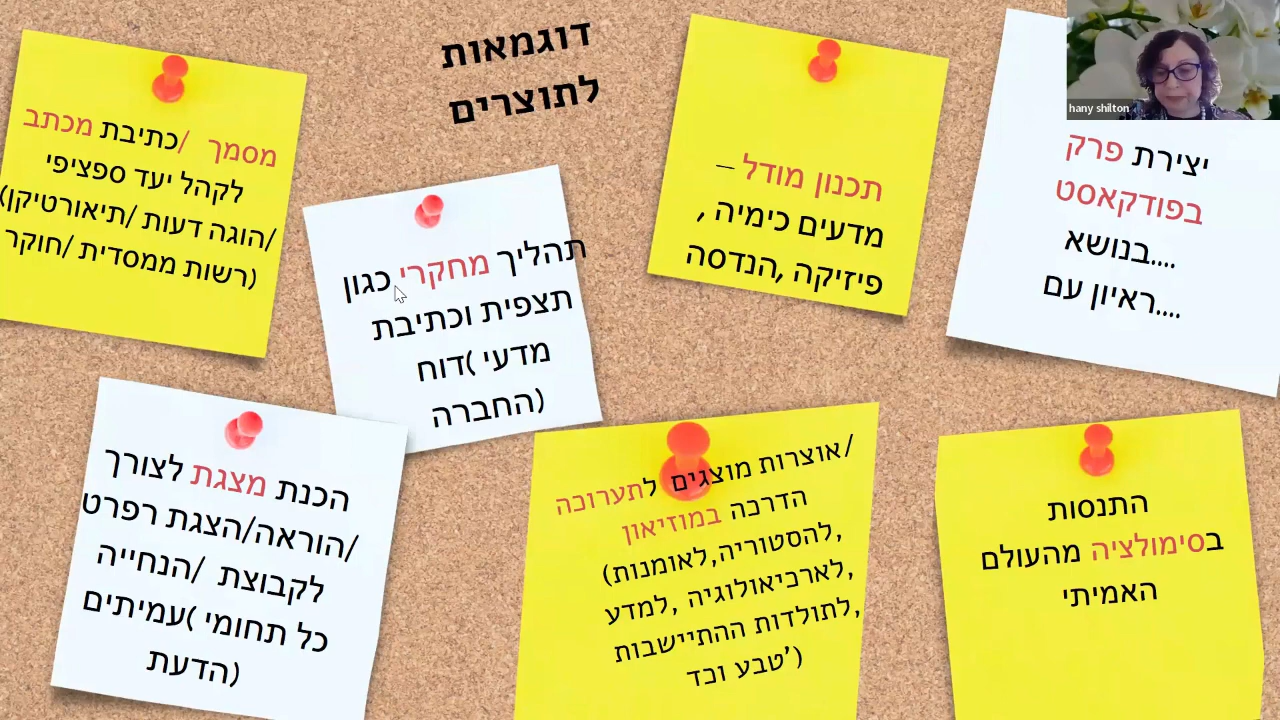 דוגמאות
לתוצרים
hany shilton
יצירת פרק
בפודקאסט
בנושא....
ראיון עם....
תכנון מודל –
מדעים כימיה ,
פיזיקה ,הנדסה
מסמך /כתיבת מכתב
לקהל יעד ספציפי
/הוגה דעות /תיאורטיקן)
(רשות ממסדית /חוקר
תהליך מחקרי כגון
תצפית וכתיבת
מדעי )דוח
(החברה
הכנת מצגת לצורך
/הוראה/הצגת רפרט
לקבוצת /הנחייה
כל תחומי )עמיתים
(הדעת
/אוצרות מוצגים לתערוכה
הדרכה במוזיאון
,להסטוריה,לאומנות)
,לארכיאולוגיה ,למדע
,לתולדות ההתיישבות
('טבע וכד
התנסות
בסימולציה מהעולם
האמיתי